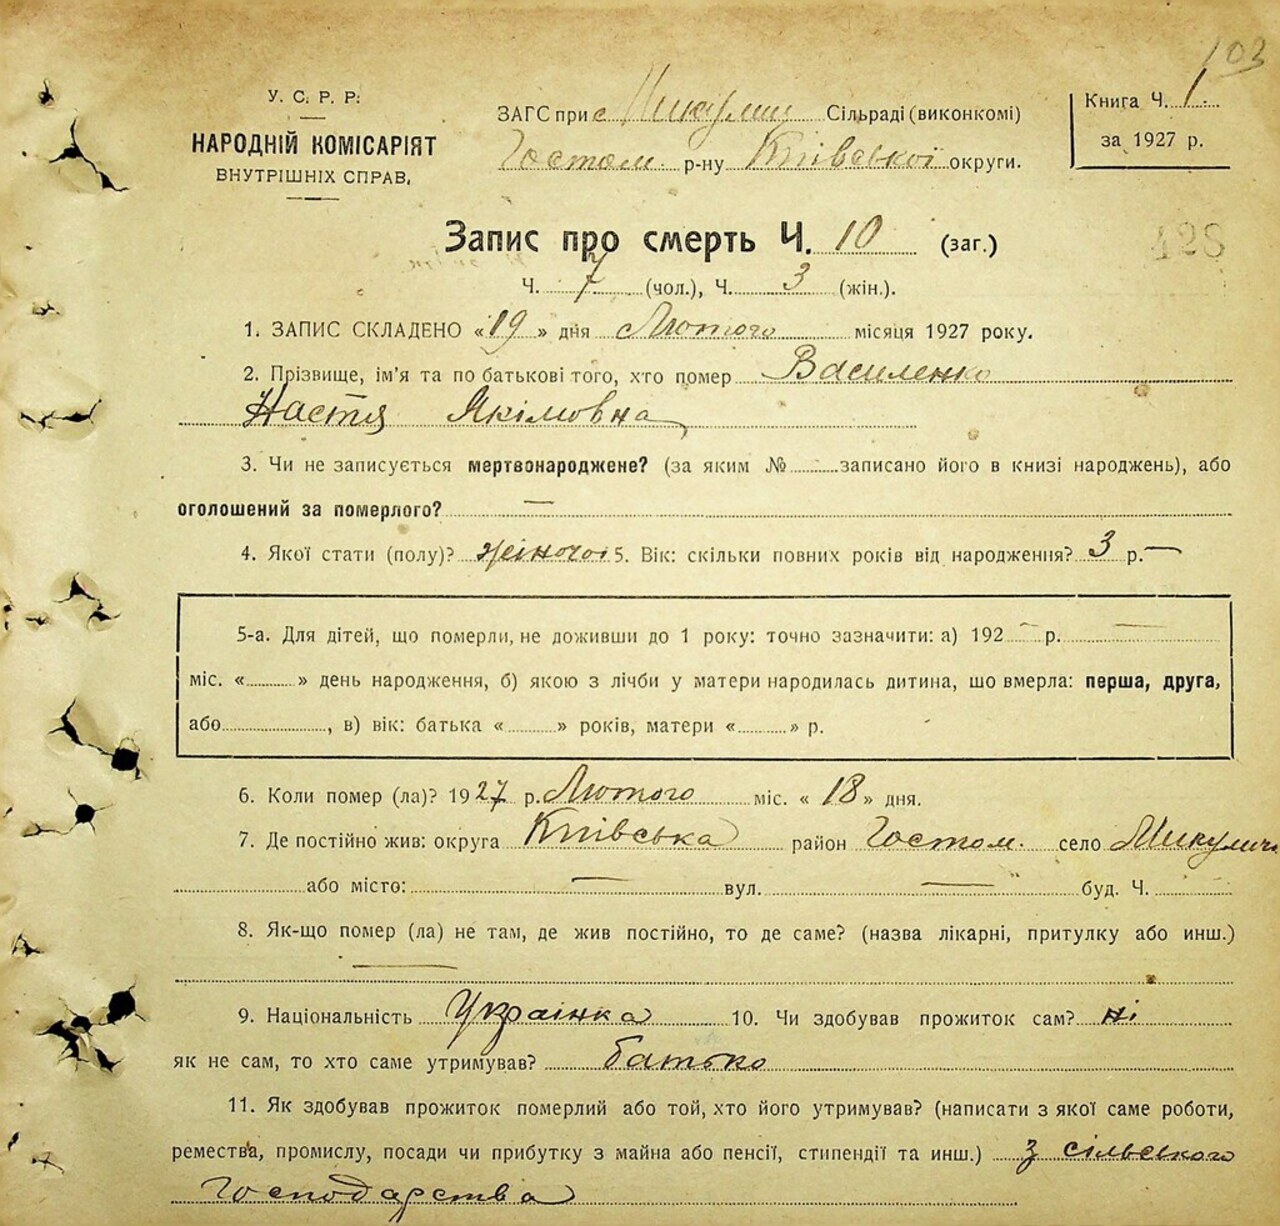 103
У. С. Р. Р.
НАРОДНІЙ КОМІСАРІЯТ
ВНУТРІШНІХ СПРАВ.
ЗАГС при с Микулич Сільраді (виконкомі)
Гостом. р-ну Київської округи.
Книга Ч. 1.
за 1927 р.
Запис про смерть Ч. 10 (заг.)
428
Ч. 7 (чол.), Ч. 3 (жін.).
1. ЗАПИС СКЛАДЕНО «19» дня Лютого місяця 1927 року.
2. Прізвище, ім'я та по батькові того, хто помер Василенко
Настя Якімовна
3. Чи не записується мертвонароджене? (за яким № записано його в книзі народжень), або
оголошений за померлого? —
4. Якої стати (полу)? жіночоі 5. Вік: скільки повних років від народження? 3 р. —
5-а. Для дітей, що померли, не доживши до 1 року: точно зазначити: а) 192 — р. —
міс. « » день народження, б) якою з лічби у матери народилась дитина, що вмерла: перша, друга,
або , в) вік: батька « » років, матери « » р.
6. Коли помер (ла)? 1927 р. Лютого міс. «18» дня.
7. Де постійно жив: округа Київська район Гостом. село Микуличі
або місто: — вул. — буд. Ч.
8. Як-що помер (ла) не там, де жив постійно, то де саме? (назва лікарні, притулку або инш.)
—
9. Національність Украінка 10. Чи здобував прожиток сам? ні
як не сам, то хто саме утримував? батько
11. Як здобував прожиток померлий або той, хто його утримував? (написати з якої саме роботи,
ремества, промислу, посади чи прибутку з майна або пенсії, стипендії та инш.) з сільського
господарства